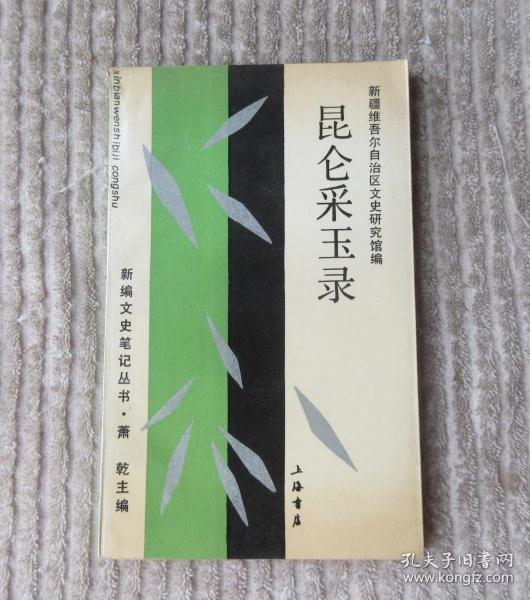 新疆维吾尔自治区文史研究馆编
昆仑采玉录
xinbianwenshibiji congshu
新编文史笔记丛书·萧 乾主编
上海书店
孔夫子旧书网
www.kongfz.com